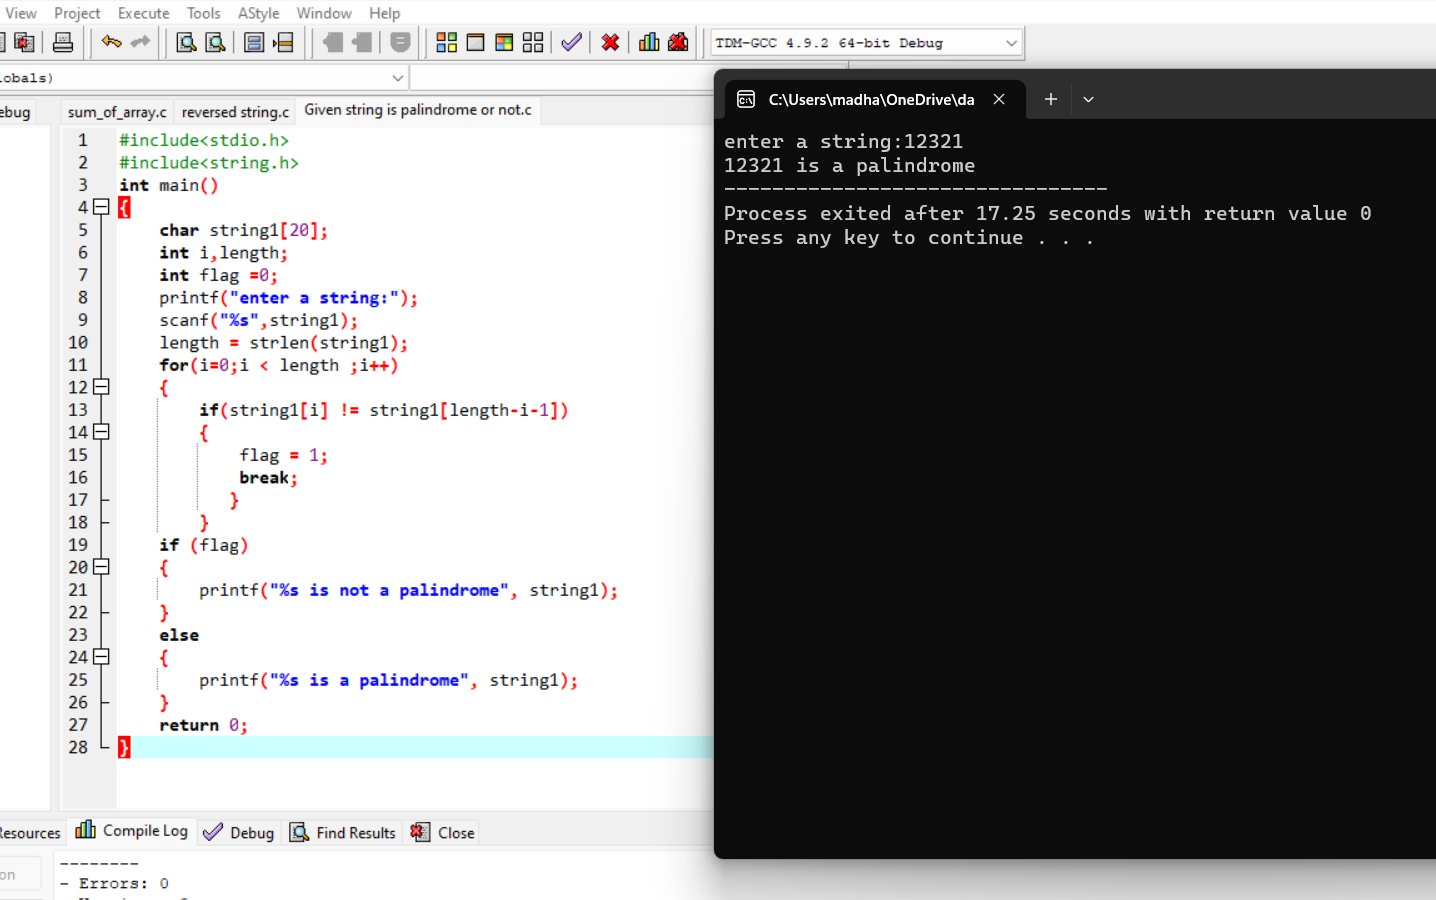 View Project Execute Tools AStyle Window Help
TDM-GCC 4.9.2 64-bit Debug
lobals)
ebug sum_of_array.c reversed string.c Given string is palindrome or not.c
1 #include<stdio.h>
2 #include<string.h>
3 int main()
4 {
5 char string1[20];
6 int i,length;
7 int flag =0;
8 printf("enter a string:");
9 scanf("%s",string1);
10 length = strlen(string1);
11 for(i=0;i < length ;i++)
12 {
13 if(string1[i] != string1[length-i-1])
14 {
15 flag = 1;
16 break;
17 }
18 }
19 if (flag)
20 {
21 printf("%s is not a palindrome", string1);
22 }
23 else
24 {
25 printf("%s is a palindrome", string1);
26 }
27 return 0;
28 }
Resources Compile Log Debug Find Results Close
on
--------
- Errors: 0
C:\Users\madha\OneDrive\da
enter a string:12321
12321 is a palindrome
--------------------------------
Process exited after 17.25 seconds with return value 0
Press any key to continue . . .